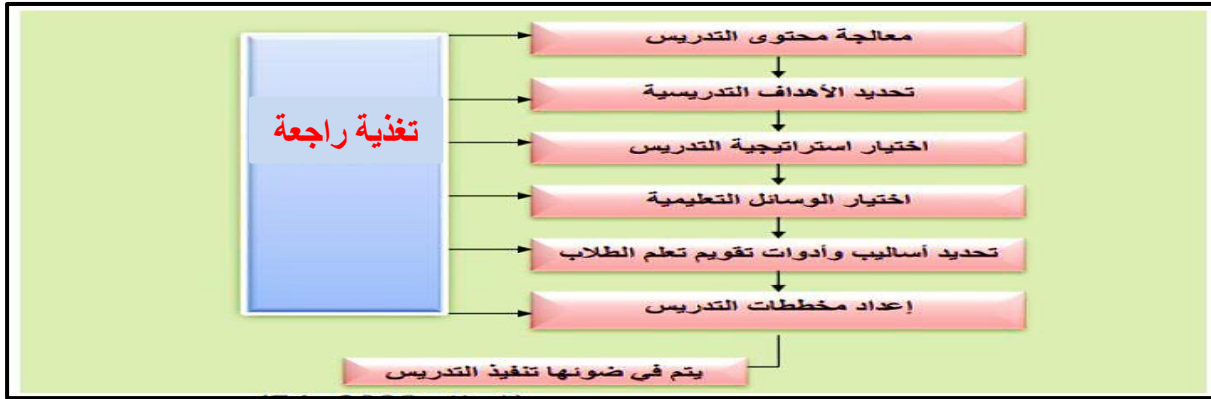 معالجة محتوى التدريس
تحديد الأهداف التدريسية
تغذية راجعة
اختيار استراتيجية التدريس
اختيار الوسائل التعليمية
تحديد أساليب وأدوات تقويم تعلم الطلاب
إعداد مخططات التدريس
يتم في ضوئها تنفيذ التدريس